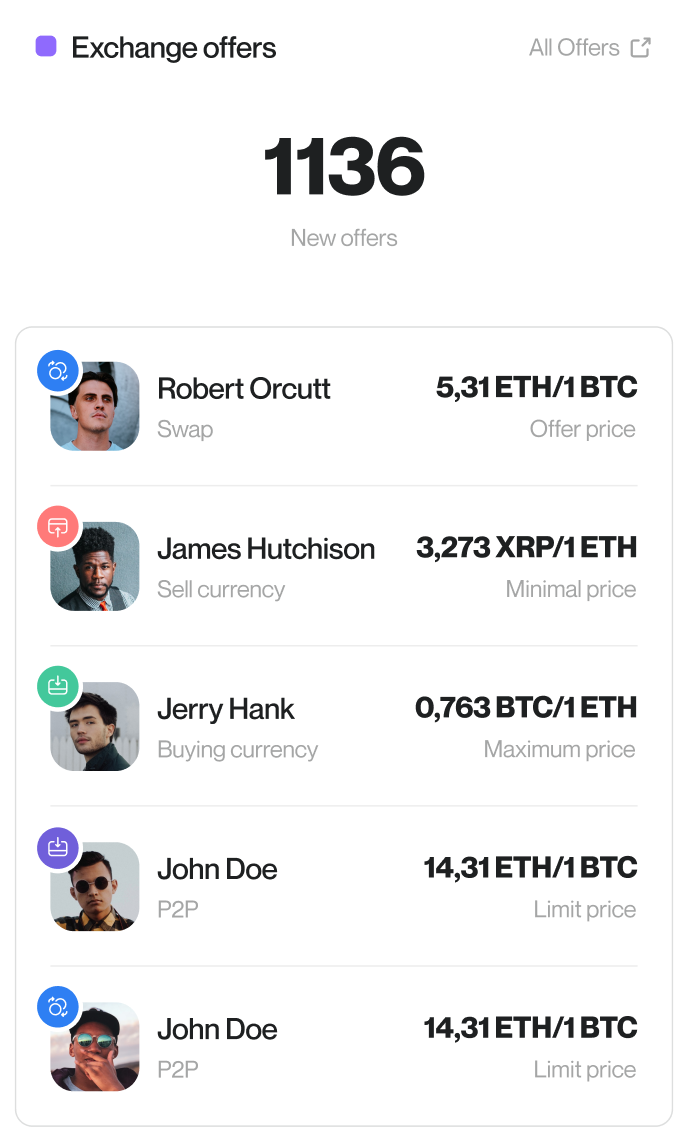 Exchange offers
All Offers
1136
New offers
Robert Orcutt
5,31 ETH/1 BTC
Swap
Offer price
James Hutchison
3,273 XRP/1 ETH
Sell currency
Minimal price
Jerry Hank
0,763 BTC/1 ETH
Buying currency
Maximum price
John Doe
14,31 ETH/1 BTC
P2P
Limit price
John Doe
14,31 ETH/1 BTC
P2P
Limit price